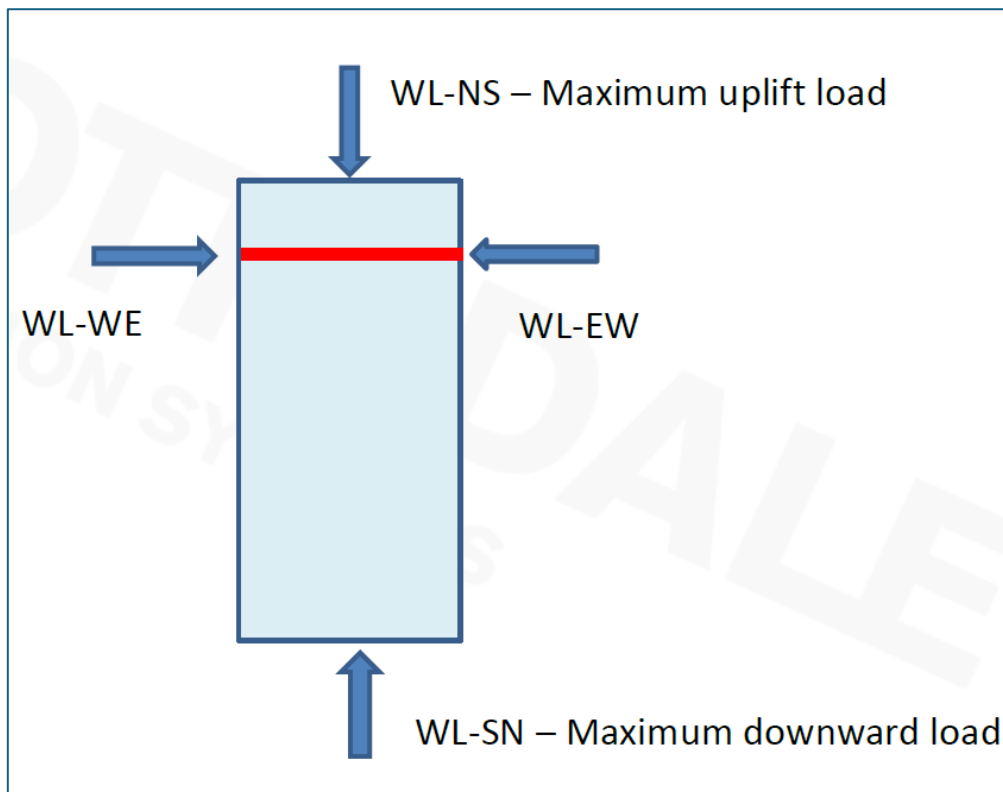 WL-NS – Maximum uplift load
WL-WE
WL-EW
WL-SN – Maximum downward load